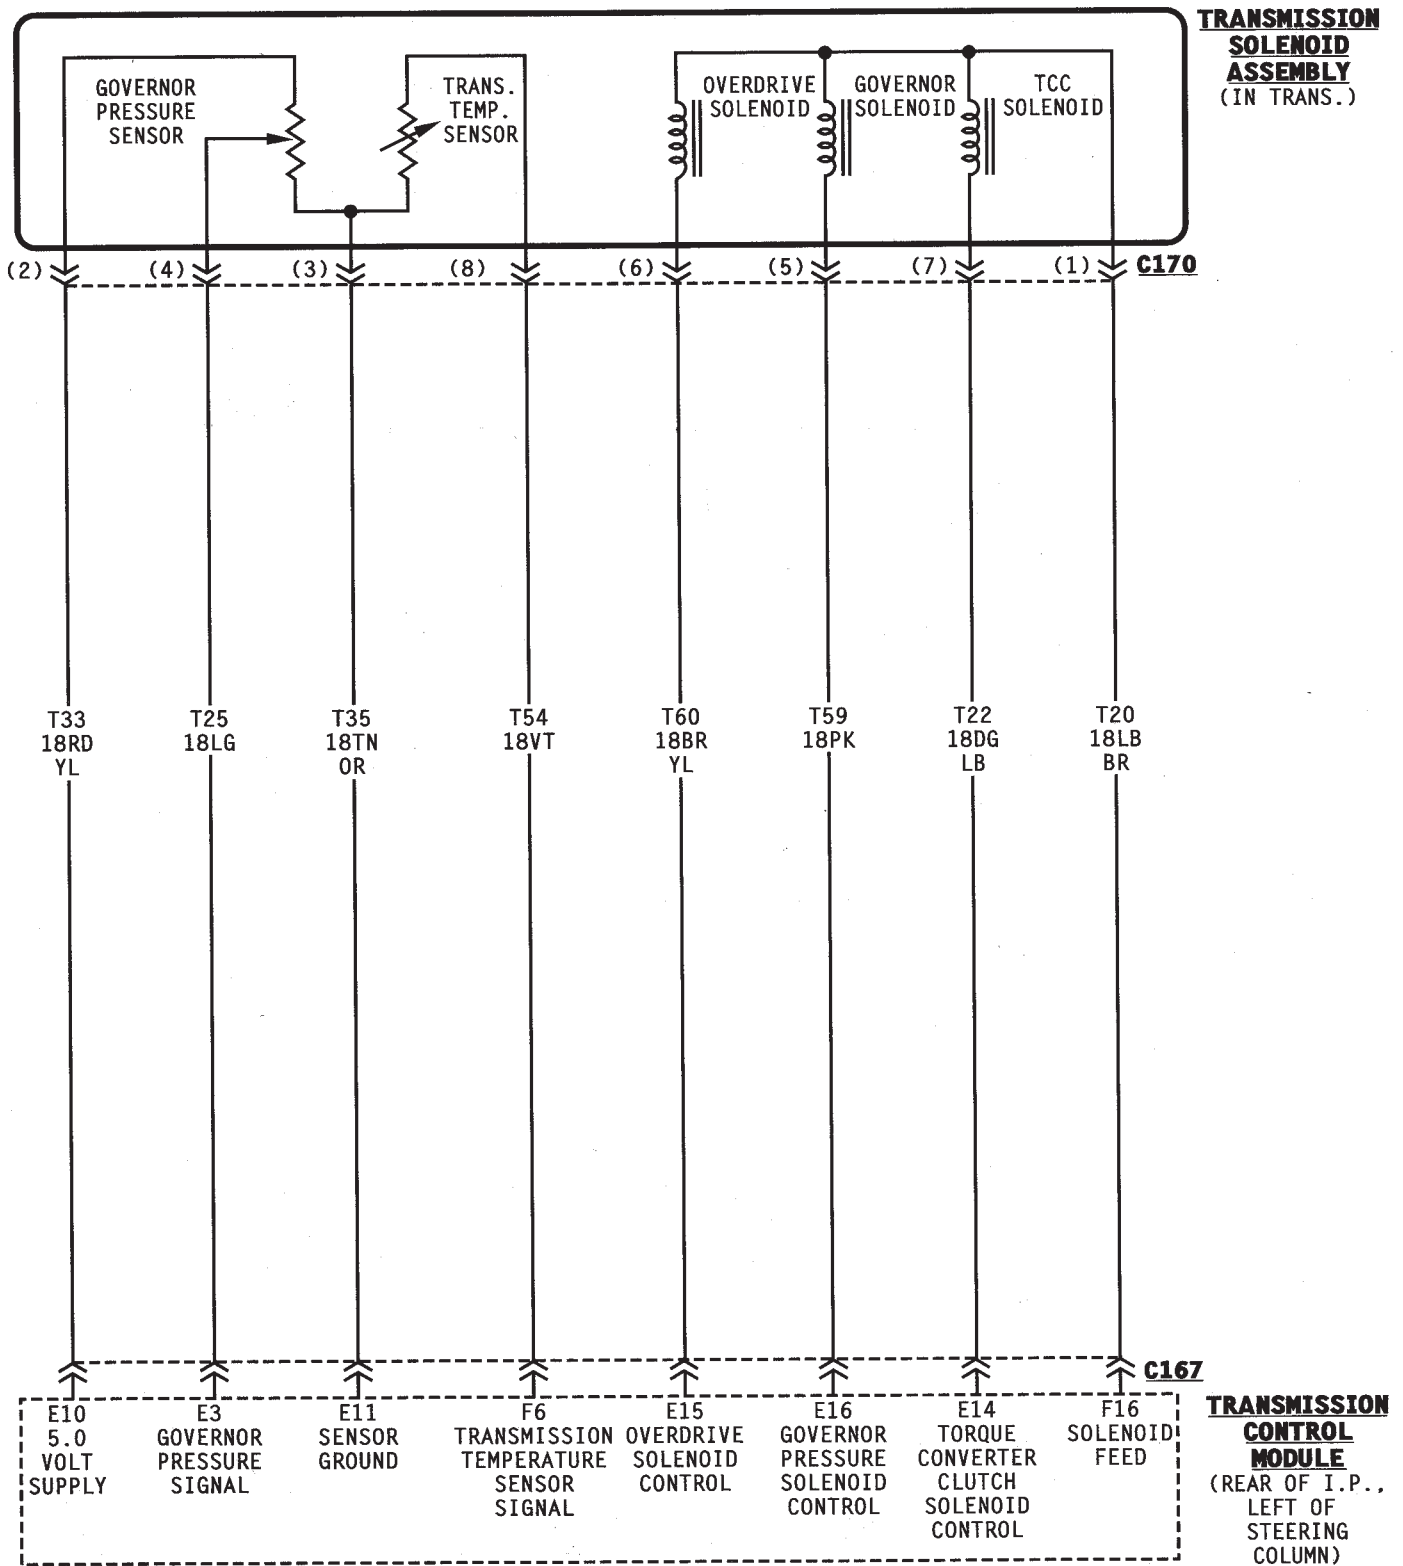 TRANSMISSION
SOLENOID
ASSEMBLY
(IN TRANS.)
GOVERNOR
PRESSURE
SENSOR
TRANS.
TEMP.
SENSOR
OVERDRIVE
SOLENOID
GOVERNOR
SOLENOID
TCC
SOLENOID
(2)
(4)
(3)
(8)
(6)
(5)
(7)
(1)
C170
T33
18RD
YL
T25
18LG
T35
18TN
OR
T54
18VT
T60
18BR
YL
T59
18PK
T22
18DG
LB
T20
18LB
BR
C167
E10
5.0
VOLT
SUPPLY
E3
GOVERNOR
PRESSURE
SIGNAL
E11
SENSOR
GROUND
F6
TRANSMISSION
TEMPERATURE
SENSOR
SIGNAL
E15
OVERDRIVE
SOLENOID
CONTROL
E16
GOVERNOR
PRESSURE
SOLENOID
CONTROL
E14
TORQUE
CONVERTER
CLUTCH
SOLENOID
CONTROL
F16
SOLENOID
FEED
TRANSMISSION
CONTROL
MODULE
(REAR OF I.P.,
LEFT OF
STEERING
COLUMN)